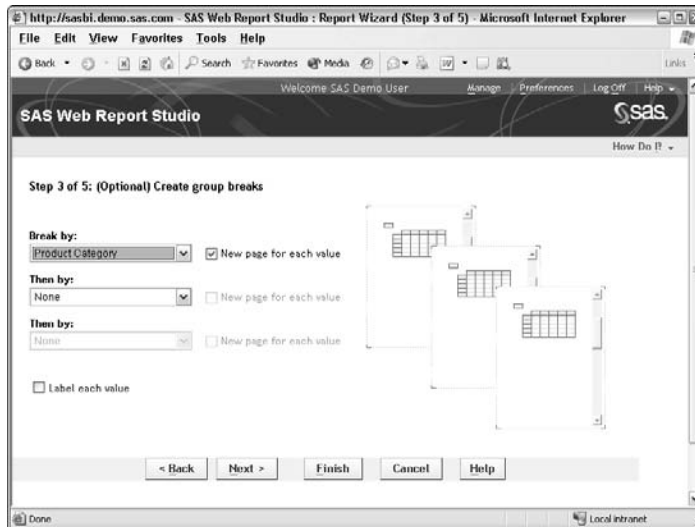 http://sasbi.demo.sas.com - SAS Web Report Studio : Report Wizard (Step 3 of 5) - Microsoft Internet Explorer
File Edit View Favorites Tools Help
Back Search Favorites Media Links
Welcome SAS Demo User Manage Preferences Log Off Help
SAS Web Report Studio sas.
How Do I?
Step 3 of 5: (Optional) Create group breaks
Break by:
Product Category New page for each value
Then by:
None New page for each value
Then by:
None New page for each value
Label each value
< Back Next > Finish Cancel Help
Done Local intranet